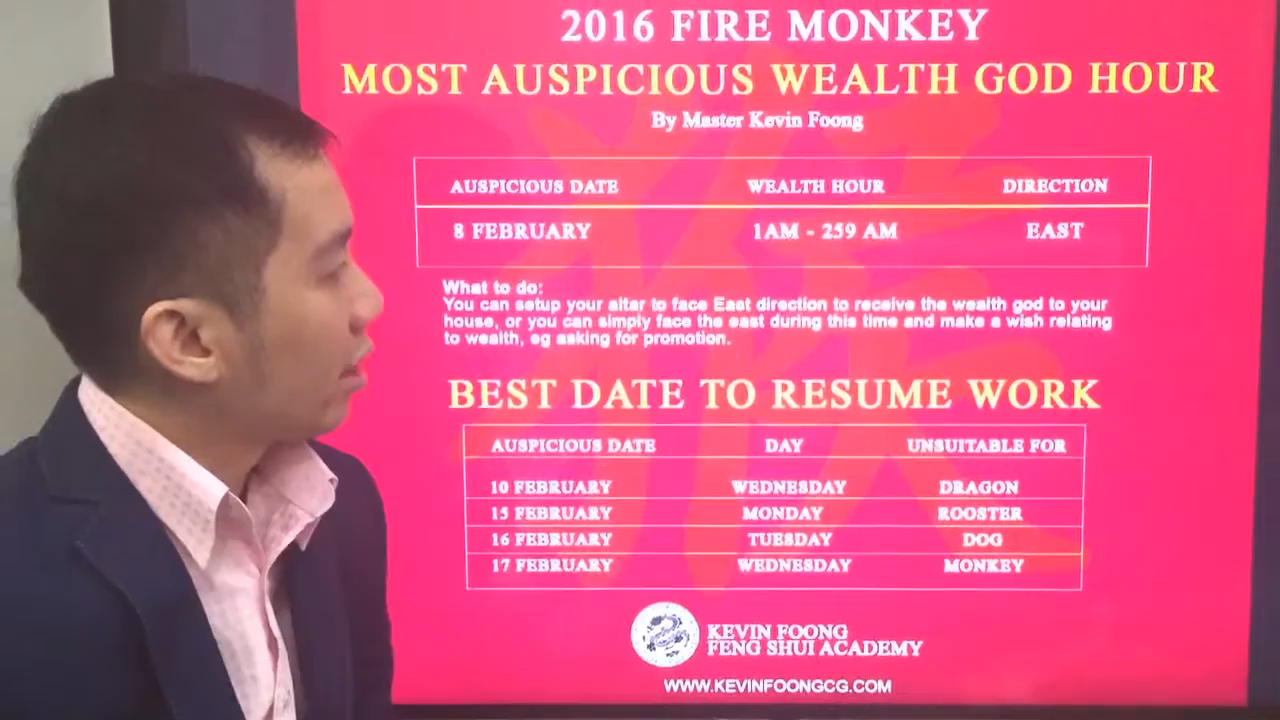 2016 FIRE MONKEY
MOST AUSPICIOUS WEALTH GOD HOUR
By Master Kevin Foong
AUSPICIOUS DATE WEALTH HOUR DIRECTION
8 FEBRUARY 1AM - 259 AM EAST
What to do:
You can setup your altar to face East direction to receive the wealth god to your
house, or you can simply face the east during this time and make a wish relating
to wealth, eg asking for promotion.
BEST DATE TO RESUME WORK
AUSPICIOUS DATE DAY UNSUITABLE FOR
10 FEBRUARY WEDNESDAY DRAGON
15 FEBRUARY MONDAY ROOSTER
16 FEBRUARY TUESDAY DOG
17 FEBRUARY WEDNESDAY MONKEY
KEVIN FOONG
FENG SHUI ACADEMY
WWW.KEVINFOONGCG.COM